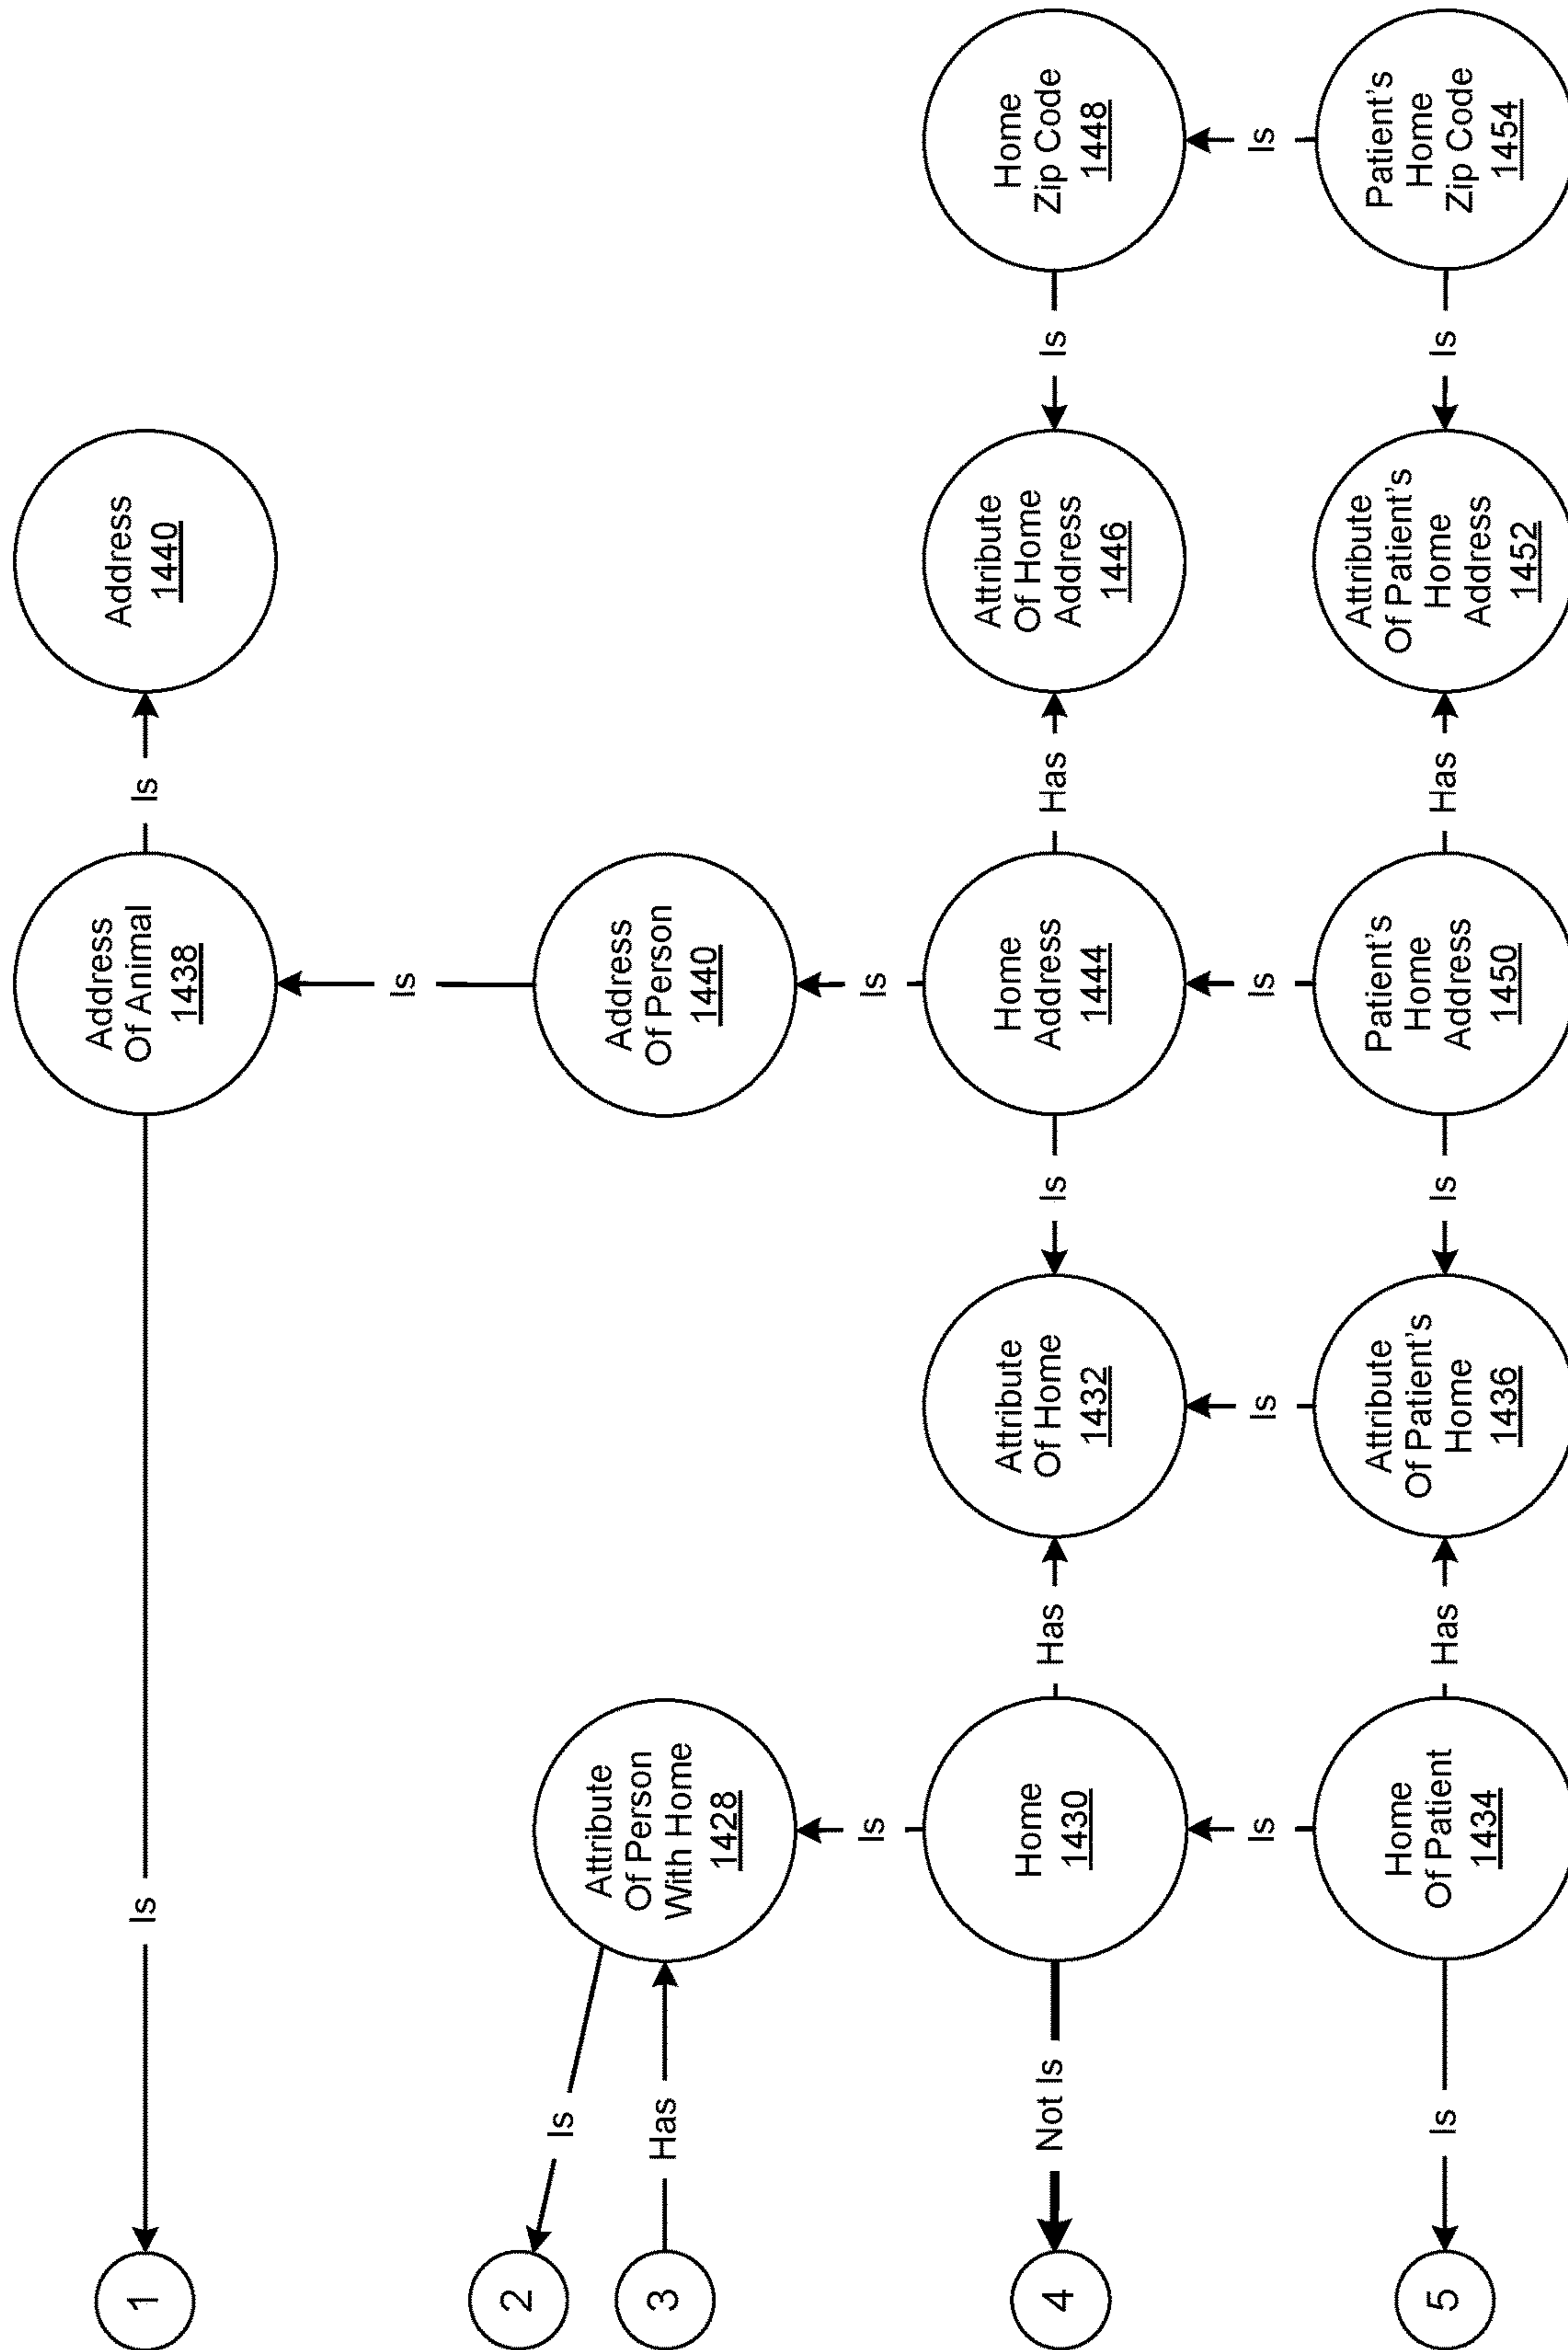 1
Is
Address
Of Animal
1438
Is
Address
1440
Is
2
Is
3
Has
Attribute
Of Person
With Home
1428
Address
Of Person
1440
Is
Is
4
Not Is
Home
1430
Has
Attribute
Of Home
1432
Is
Home
Address
1444
Has
Attribute
Of Home
Address
1446
Is
Home
Zip Code
1448
Is
Is
Is
Is
5
Is
Home
Of Patient
1434
Has
Attribute
Of Patient's
Home
1436
Is
Patient's
Home
Address
1450
Has
Attribute
Of Patient's
Home
Address
1452
Is
Patient's
Home
Zip Code
1454